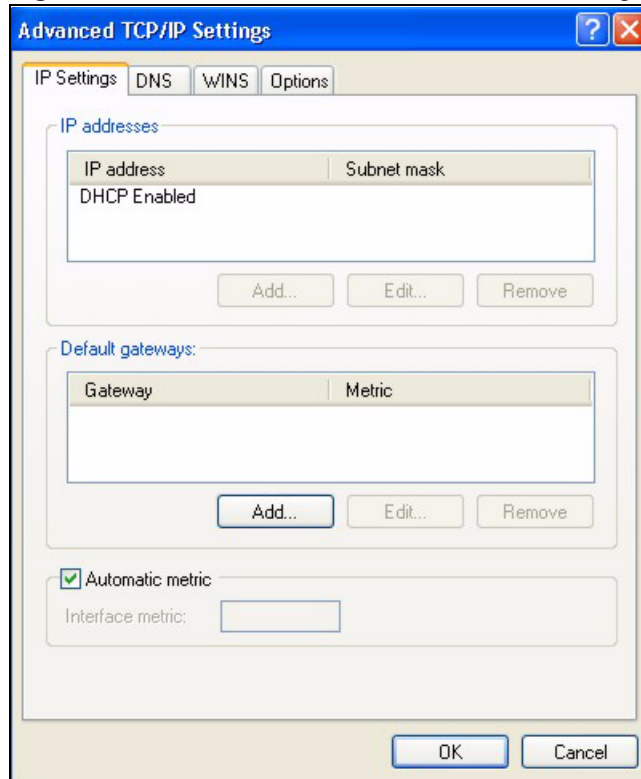 Advanced TCP/IP Settings
IP Settings DNS WINS Options
IP addresses
IP address Subnet mask
DHCP Enabled
Add... Edit... Remove
Default gateways:
Gateway Metric
Add... Edit... Remove
Automatic metric
Interface metric:
OK Cancel